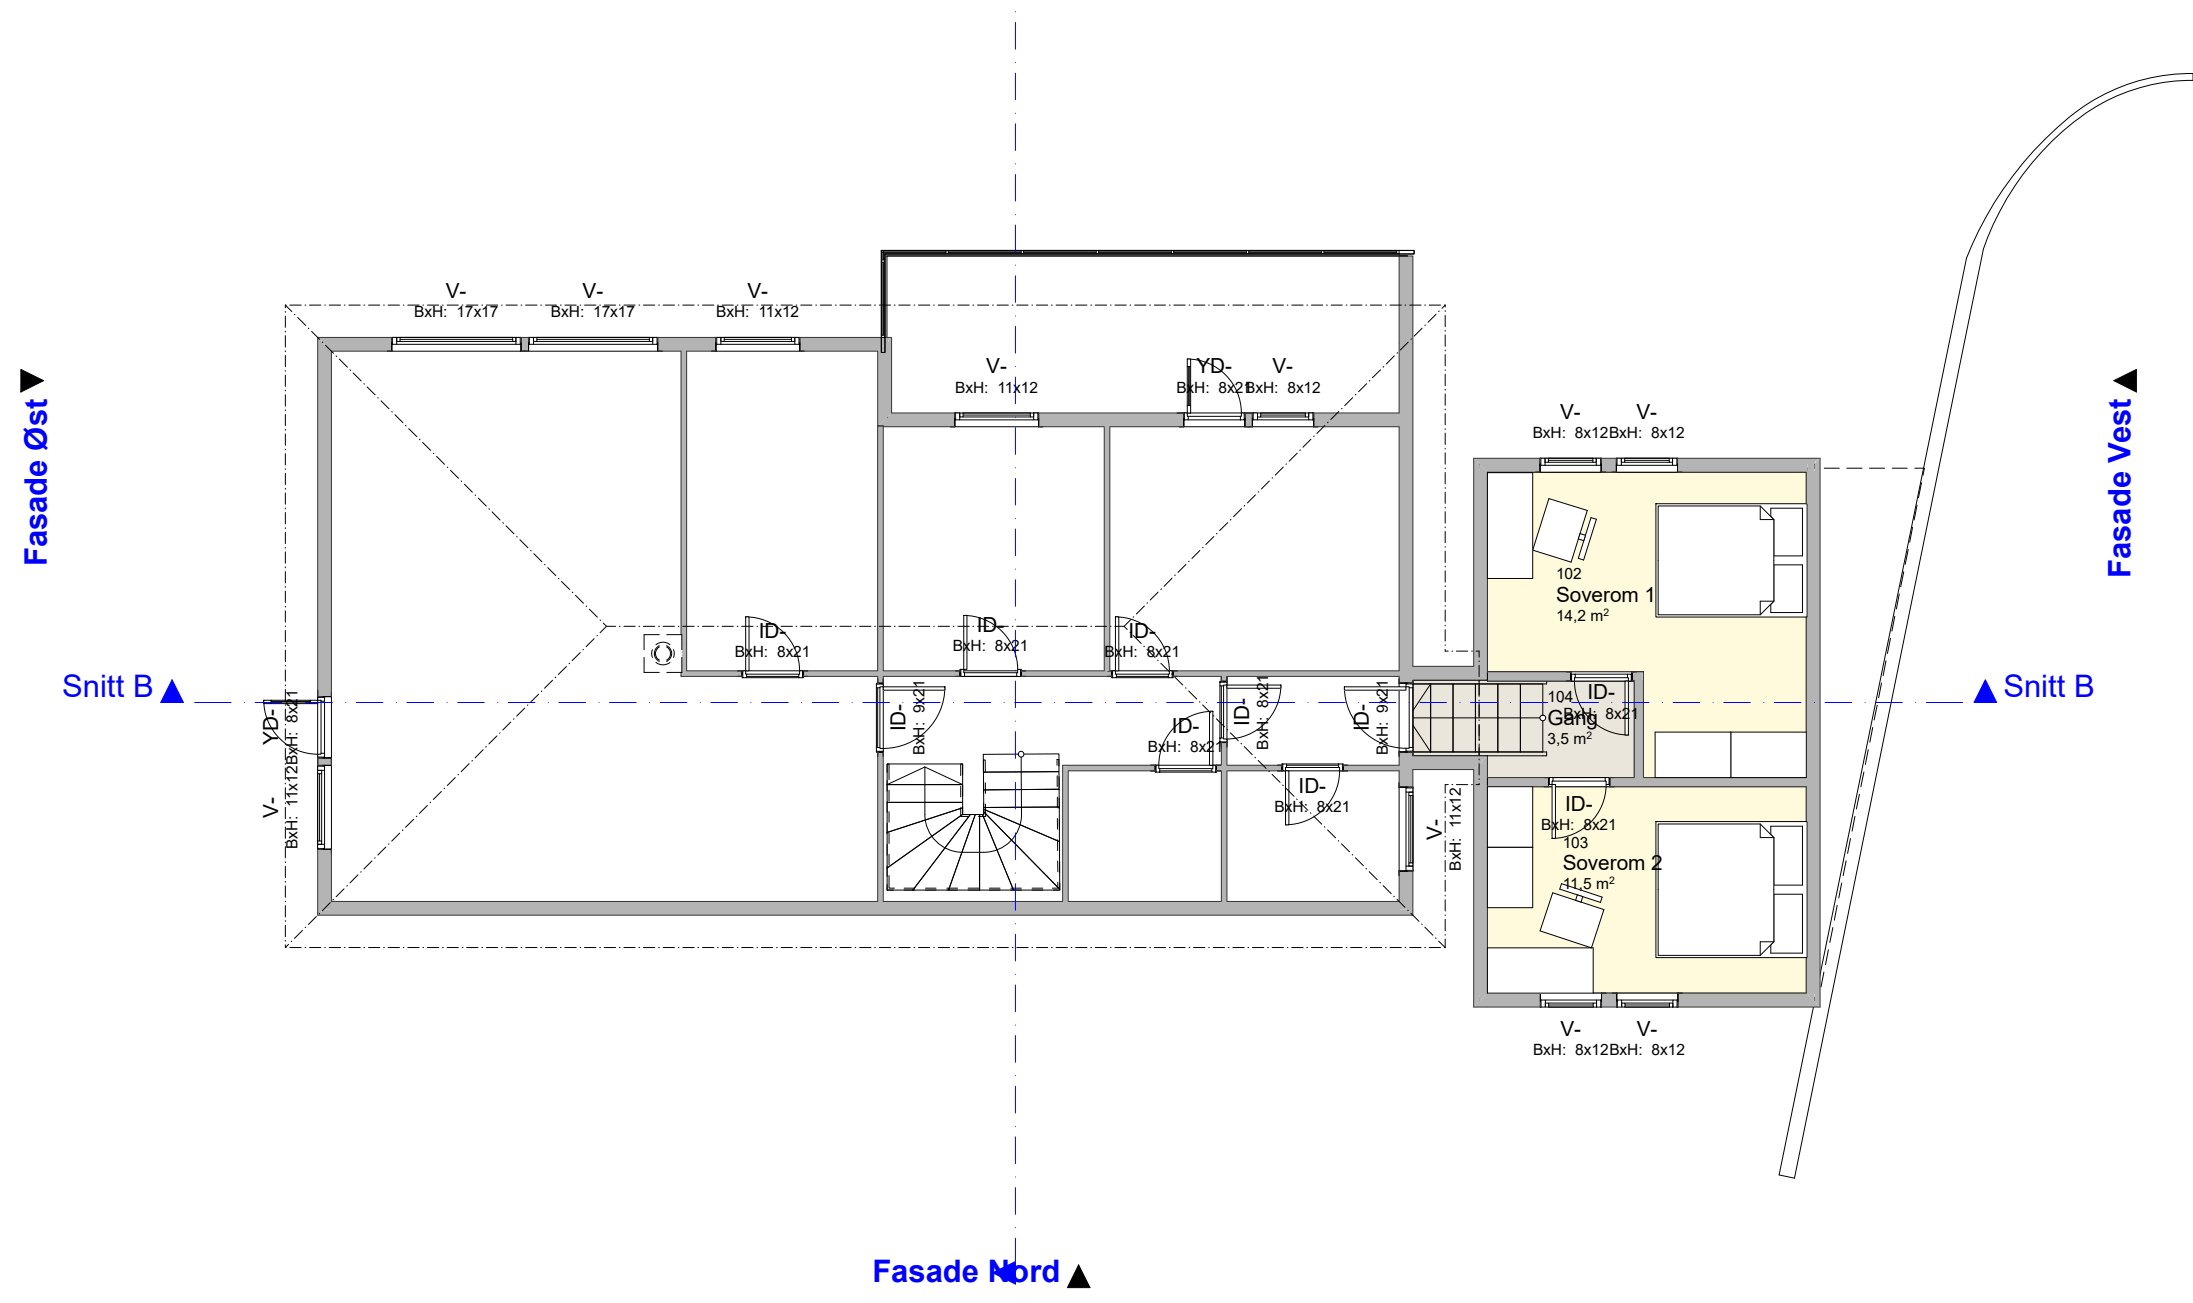 V-
BxH: 17x17
V-
BxH: 17x17
V-
BxH: 11x12
V-
BxH: 11x12
YD-
BxH: 8x21
V-
BxH: 8x12
Fasade Øst
Fasade Vest
V-
BxH: 8x12
V-
BxH: 8x12
102
Soverom 1
14,2 m²
ID-
BxH: 8x21
ID-
BxH: 8x21
ID-
BxH: 8x21
Snitt B
Snitt B
YD-
BxH: 8x21
V-
BxH: 11x12
ID-
BxH: 9x21
ID-
BxH: 8x21
ID-
BxH: 8x21
ID-
BxH: 9x21
104
Gang
3,5 m²
ID-
BxH: 8x21
ID-
BxH: 8x21
V-
BxH: 11x12
ID-
BxH: 8x21
103
Soverom 2
11,5 m²
V-
BxH: 8x12
V-
BxH: 8x12
Fasade Nord